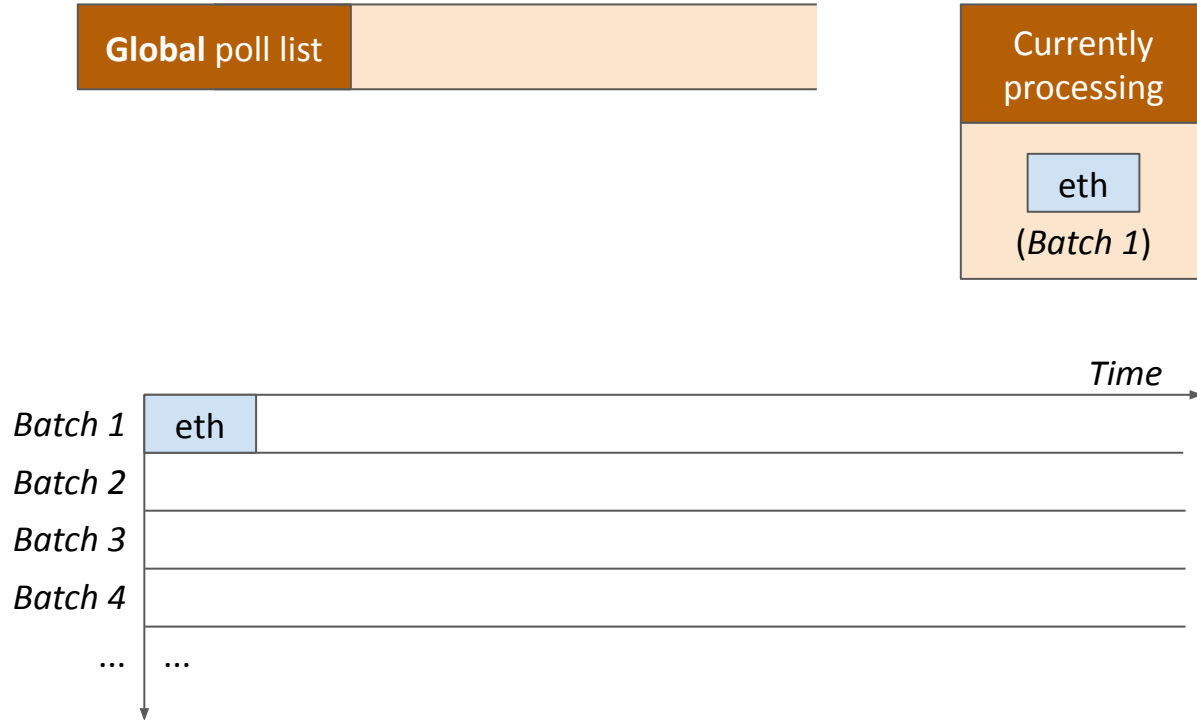 Global poll list
Currently
processing
eth
(Batch 1)
Time
Batch 1
eth
Batch 2
Batch 3
Batch 4
... ...